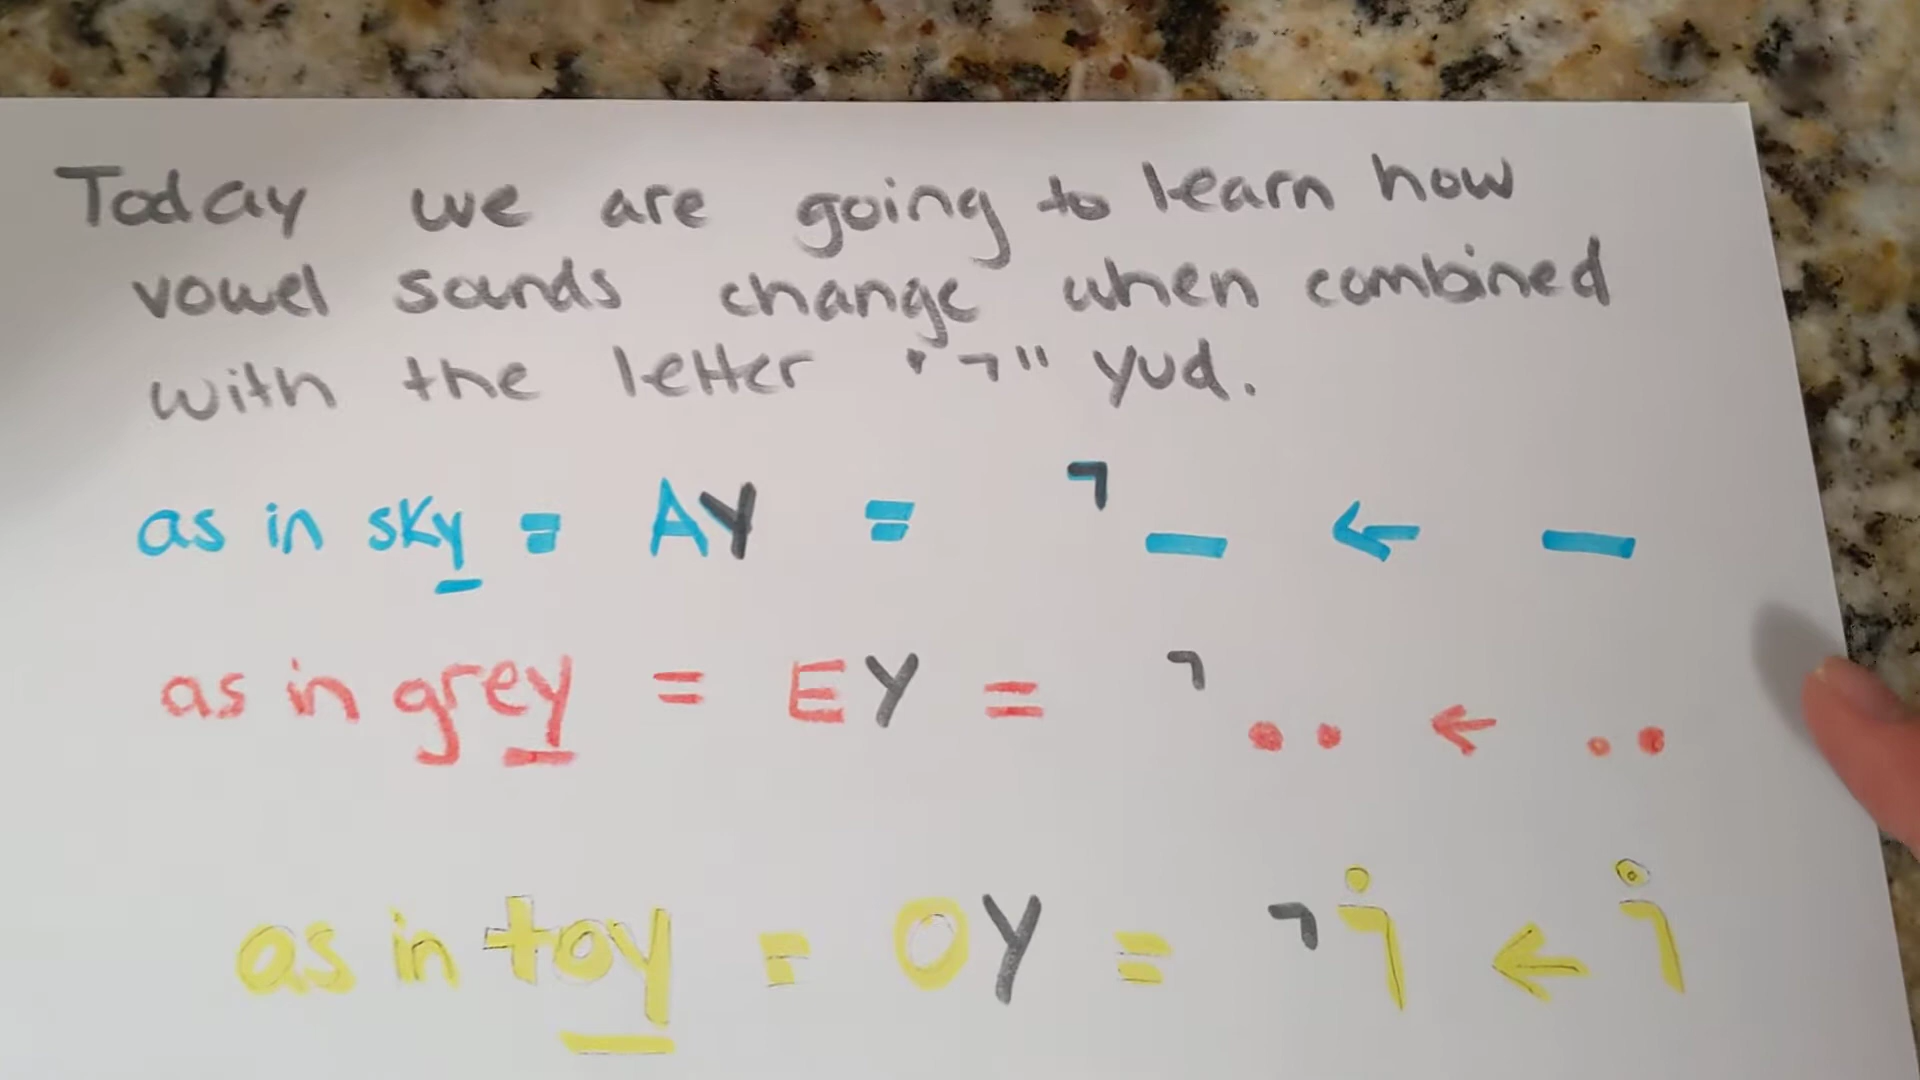 Today we are going to learn how
vowel sounds change when combined
with the letter "י" yud.
as in sky = AY = יַ ← ַ
as in grey = EY = יֵ ← ֵ
as in toy = OY = יוֹ ← וֹ